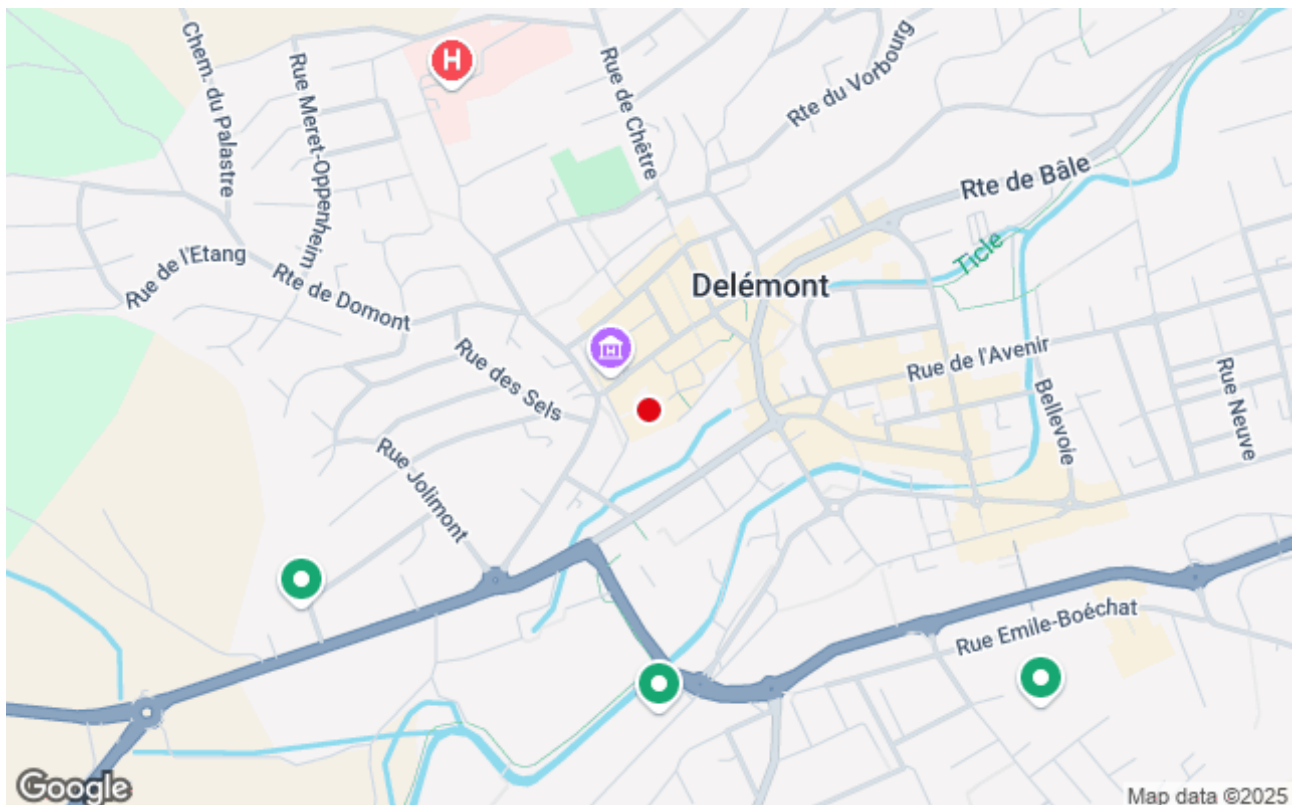 Chem. du Palastre
Rue Meret-Oppenheim
H
Rue de Chêtre
Rte du Vorbourg
Rte de Bâle
Ticle
Rue de l'Etang
Rte de Domont
Delémont
H
Rue des Sels
Rue de l'Avenir
Bellevoie
Rue Neuve
Rue Jolimont
Rue Emile-Boéchat
Google
Map data ©2025